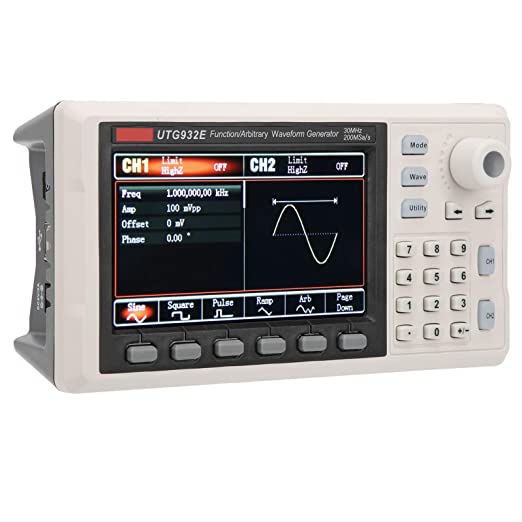 UTG932E Function/Arbitrary Waveform Generator 30MHz 200MSa/s
CH1 Limit OFF
HighZ
CH2 Limit OFF
HighZ
Freq 1.000,000,00 kHz
Amp 100 mVpp
Offset 0 mV
Phase 0.00 °
Sine Square Pulse Ramp Arb Page Down
Mode
Wave
Utility
7 8 9
4 5 6
1 2 3
. 0 +/-
CH1
CH2